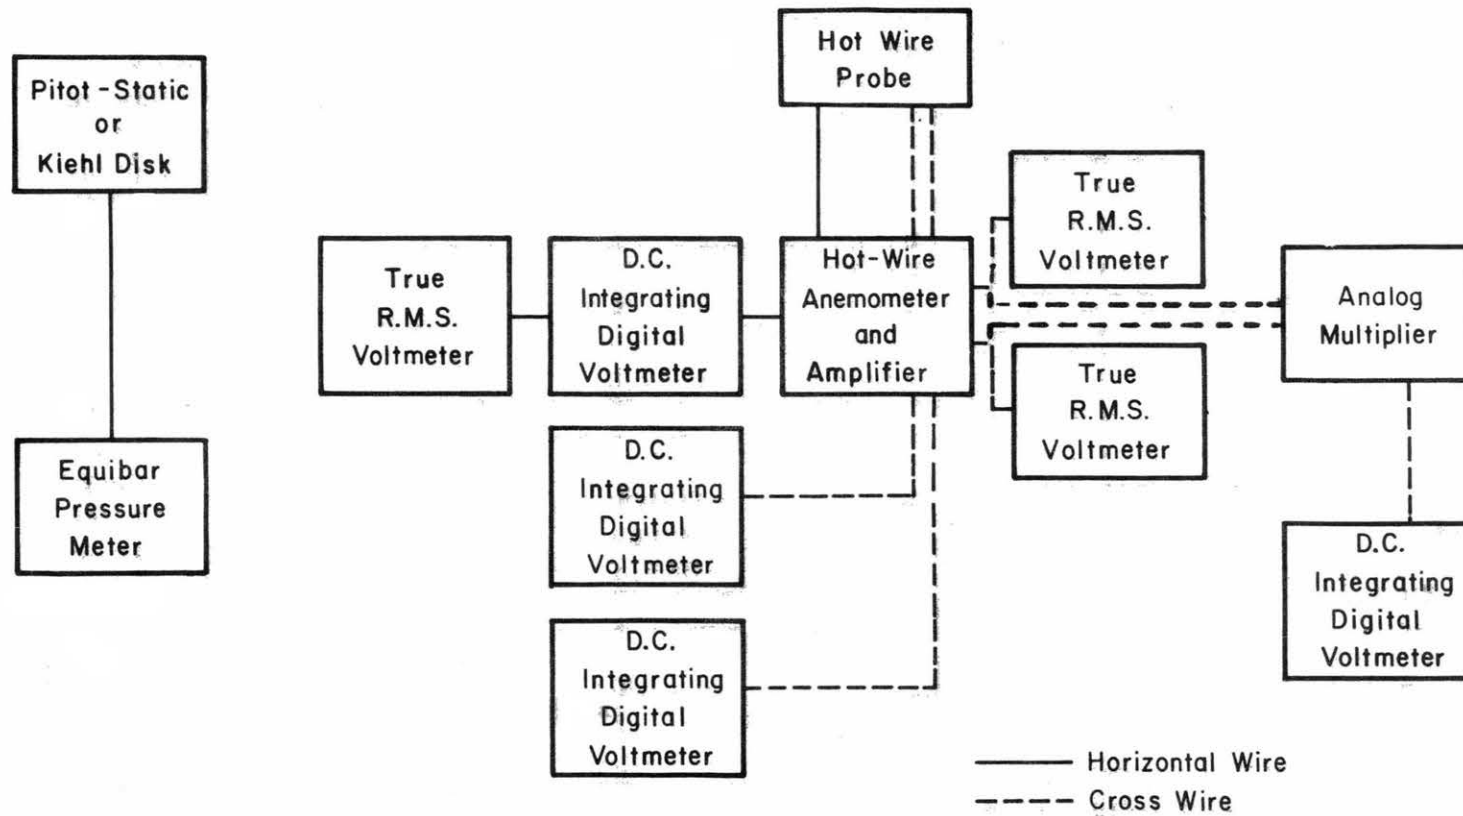 Pitot-Static
or
Kiehl Disk
Equibar
Pressure
Meter
Hot Wire
Probe
True
R.M.S.
Voltmeter
D.C.
Integrating
Digital
Voltmeter
Hot-Wire
Anemometer
and
Amplifier
True
R.M.S.
Voltmeter
True
R.M.S.
Voltmeter
Analog
Multiplier
D.C.
Integrating
Digital
Voltmeter
D.C.
Integrating
Digital
Voltmeter
D.C.
Integrating
Digital
Voltmeter
Horizontal Wire
Cross Wire